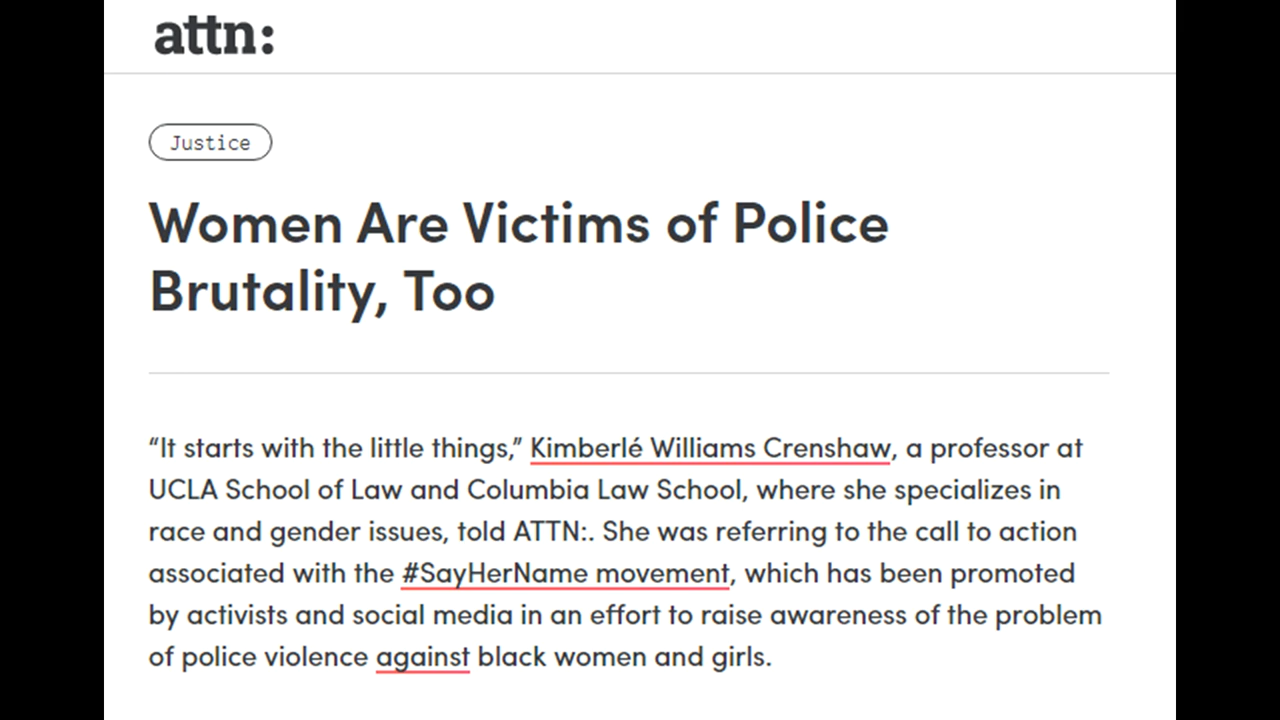 attn:
Justice
Women Are Victims of Police
Brutality, Too
“It starts with the little things,” Kimberlé Williams Crenshaw, a professor at
UCLA School of Law and Columbia Law School, where she specializes in
race and gender issues, told ATTN:. She was referring to the call to action
associated with the #SayHerName movement, which has been promoted
by activists and social media in an effort to raise awareness of the problem
of police violence against black women and girls.